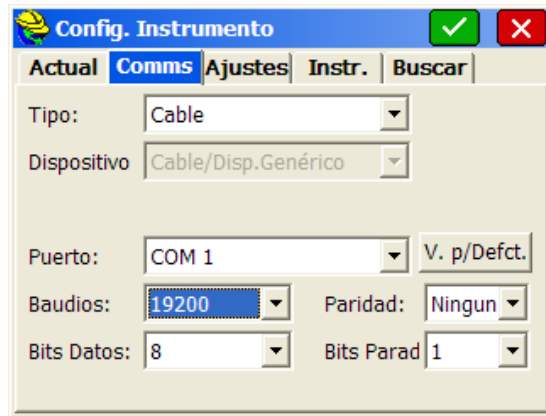 Config. Instrumento
Actual Comms Ajustes Instr. Buscar
Tipo: Cable
Dispositivo Cable/Disp.Genérico
Puerto: COM 1 V. p/Defct.
Baudios: 19200 Paridad: Ningun
Bits Datos: 8 Bits Parad 1